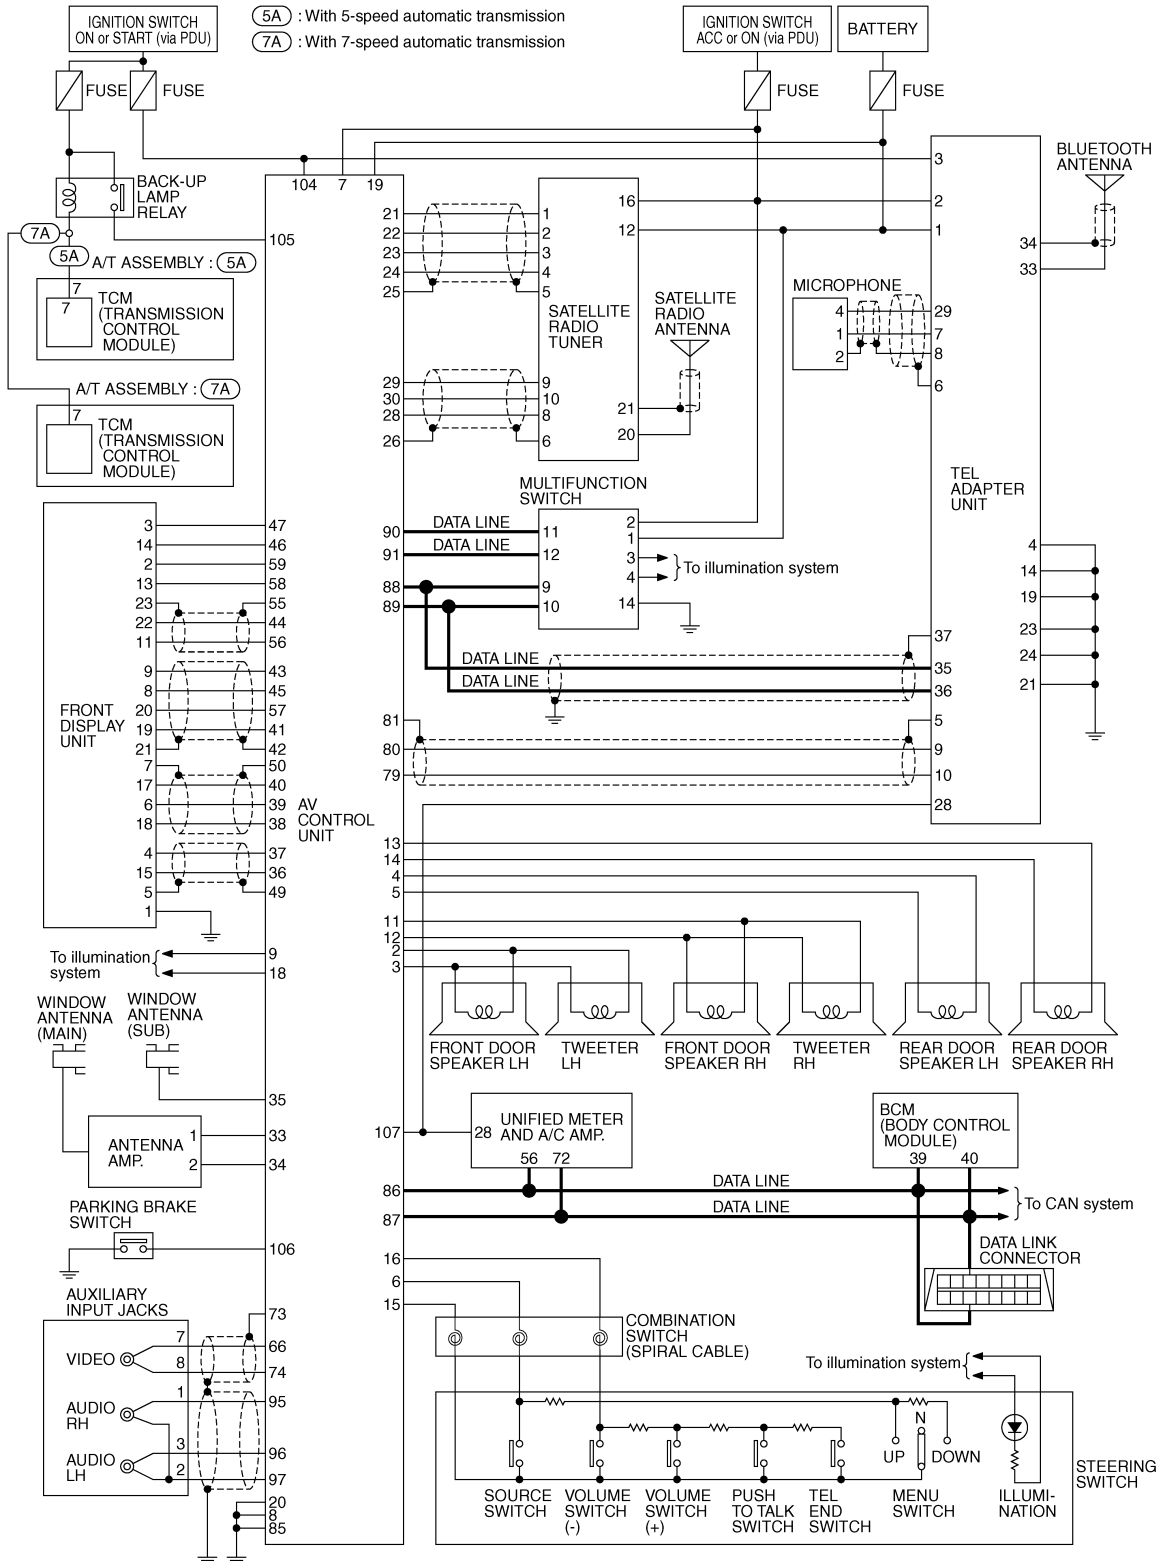 IGNITION SWITCH
ON or START (via PDU)
5A : With 5-speed automatic transmission
7A : With 7-speed automatic transmission
IGNITION SWITCH
ACC or ON (via PDU)
BATTERY
FUSE
FUSE
FUSE
FUSE
BACK-UP
LAMP
RELAY
7A
5A
A/T ASSEMBLY : 5A
7
7
TCM
(TRANSMISSION
CONTROL
MODULE)
A/T ASSEMBLY : 7A
7
TCM
(TRANSMISSION
CONTROL
MODULE)
104
7
19
105
21
22
23
24
25
1
2
3
4
5
16
12
SATELLITE
RADIO
TUNER
29
30
28
26
9
10
8
6
21
20
SATELLITE
RADIO
ANTENNA
3
2
1
BLUETOOTH
ANTENNA
34
33
MICROPHONE
4
1
2
29
7
8
6
TEL
ADAPTER
UNIT
MULTIFUNCTION
SWITCH
90
DATA LINE
11
91
DATA LINE
12
88
9
89
10
2
1
3
4
To illumination system
14
4
14
19
23
24
21
37
DATA LINE
35
DATA LINE
36
81
5
80
9
79
10
28
FRONT
DISPLAY
UNIT
3
47
14
46
2
59
13
58
23
55
22
44
11
56
9
43
8
45
20
57
19
41
21
42
7
50
17
40
6
39
18
38
4
37
15
36
5
49
1
AV
CONTROL
UNIT
To illumination
system
9
18
13
14
4
5
11
12
2
3
FRONT DOOR
SPEAKER LH
TWEETER
LH
FRONT DOOR
SPEAKER RH
TWEETER
RH
REAR DOOR
SPEAKER LH
REAR DOOR
SPEAKER RH
WINDOW
ANTENNA
(MAIN)
WINDOW
ANTENNA
(SUB)
35
ANTENNA
AMP.
1
33
2
34
107
28
UNIFIED METER
AND A/C AMP.
56
72
BCM
(BODY CONTROL
MODULE)
39
40
86
DATA LINE
87
DATA LINE
To CAN system
DATA LINK
CONNECTOR
PARKING BRAKE
SWITCH
106
16
6
15
COMBINATION
SWITCH
(SPIRAL CABLE)
AUXILIARY
INPUT JACKS
VIDEO
7
8
AUDIO
RH
1
AUDIO
LH
3
2
73
66
74
95
96
97
20
8
85
To illumination system
N
UP
DOWN
SOURCE
SWITCH
VOLUME
SWITCH
(-)
VOLUME
SWITCH
(+)
PUSH
TO TALK
SWITCH
TEL
END
SWITCH
MENU
SWITCH
ILLUMI-
NATION
STEERING
SWITCH